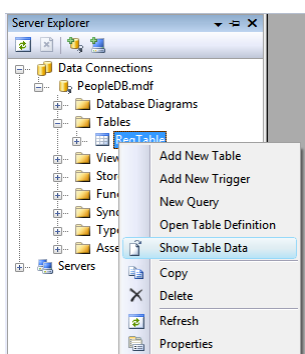 Server Explorer
Data Connections
PeopleDB.mdf
Database Diagrams
Tables
RegTable
View
Add New Table
Stor
Add New Trigger
Func
New Query
Syno
Open Table Definition
Type
Show Table Data
Asse
Servers
Copy
Delete
Refresh
Properties